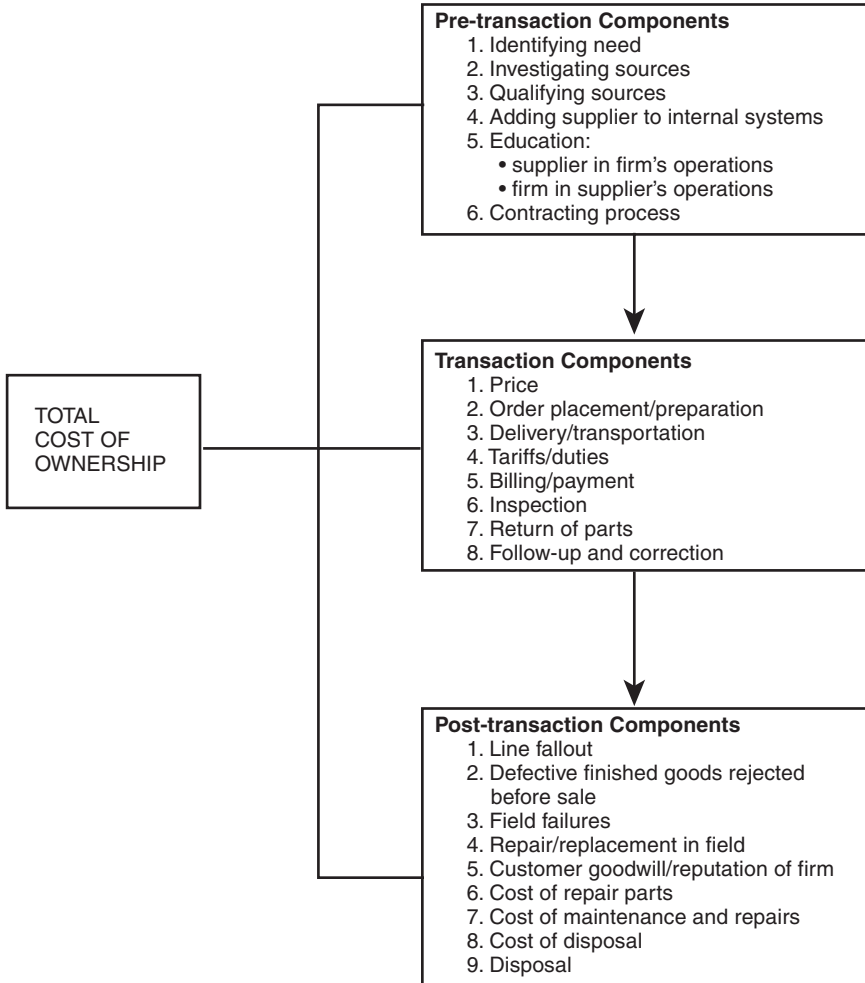 Pre-transaction Components
1. Identifying need
2. Investigating sources
3. Qualifying sources
4. Adding supplier to internal systems
5. Education:
• supplier in firm's operations
• firm in supplier's operations
6. Contracting process
TOTAL
COST OF
OWNERSHIP
Transaction Components
1. Price
2. Order placement/preparation
3. Delivery/transportation
4. Tariffs/duties
5. Billing/payment
6. Inspection
7. Return of parts
8. Follow-up and correction
Post-transaction Components
1. Line fallout
2. Defective finished goods rejected
before sale
3. Field failures
4. Repair/replacement in field
5. Customer goodwill/reputation of firm
6. Cost of repair parts
7. Cost of maintenance and repairs
8. Cost of disposal
9. Disposal